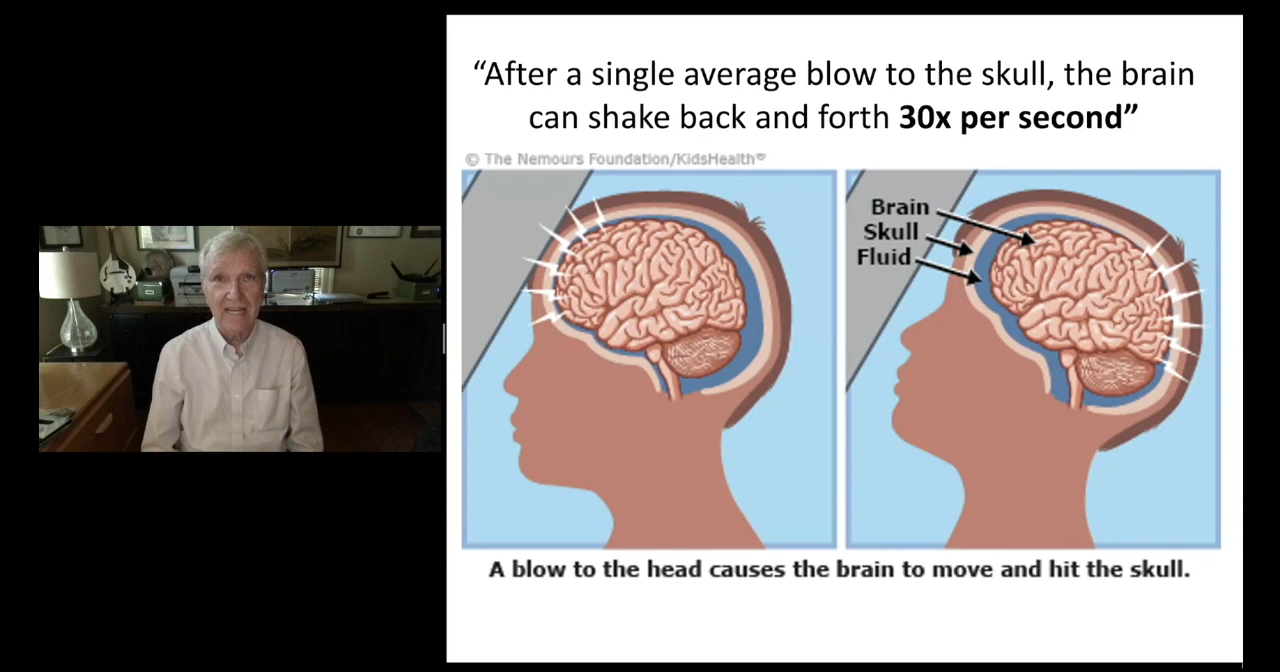 “After a single average blow to the skull, the brain
can shake back and forth 30x per second”
© The Nemours Foundation/KidsHealth®
Brain
Skull
Fluid
A blow to the head causes the brain to move and hit the skull.